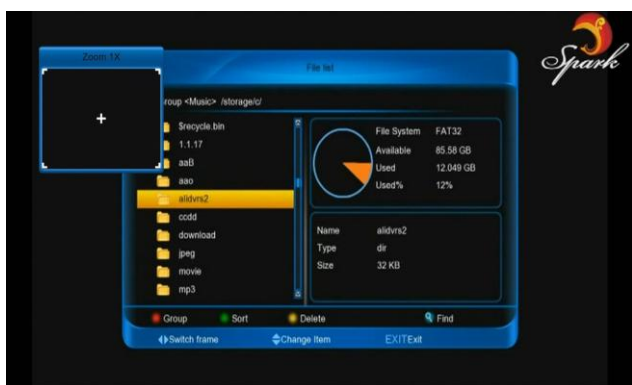 Spark
Zoom 1X
File list
roup <Music> /storage/c/
$recycle.bin
1.1.17
aaB
aao
alidvrs2
ccdd
download
jpeg
movie
mp3
File System FAT32
Available 85.58 GB
Used 12.049 GB
Used% 12%
Name alidvrs2
Type dir
Size 32 KB
Group Sort Delete Find
Switch frame Change Item EXIT Exit